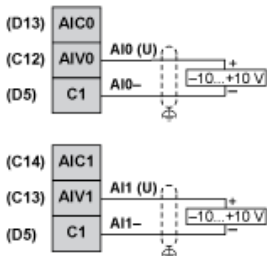 (D13) AIC0
(C12) AIV0 AI0 (U) +
–10...+10 V
(D5) C1 AI0– –
(C14) AIC1
(C13) AIV1 AI1 (U) +
–10...+10 V
(D5) C1 AI1– –